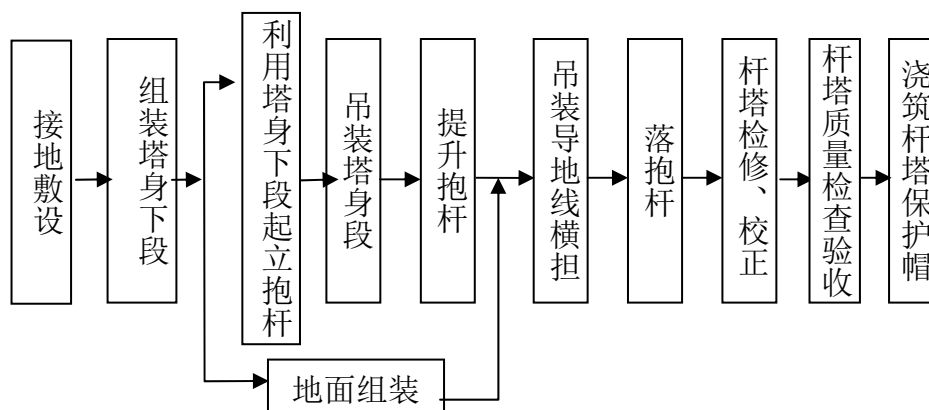 接地敷设
组装塔身下段
利用塔身下段起立抱杆
吊装塔身段
提升抱杆
吊装导地线横担
落抱杆
杆塔检修、校正
杆塔质量检查验收
浇筑杆塔保护帽
地面组装